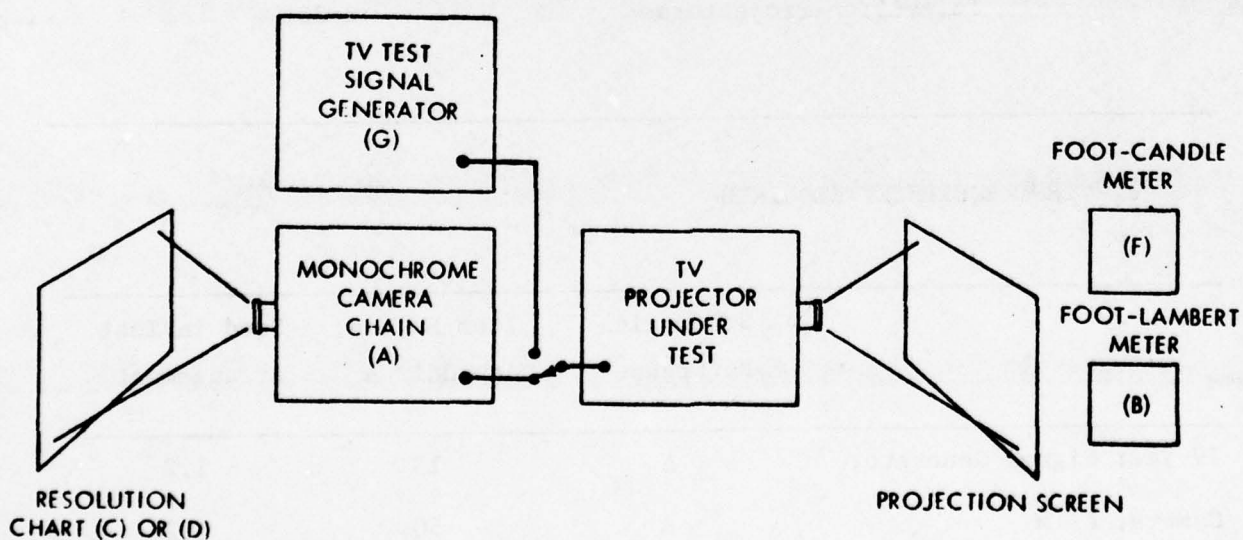 TV TEST
SIGNAL
GENERATOR
(G)
FOOT-CANDLE
METER
(F)
MONOCHROME
CAMERA
CHAIN
(A)
TV
PROJECTOR
UNDER
TEST
FOOT-LAMBERT
METER
(B)
RESOLUTION
CHART (C) OR (D)
PROJECTION SCREEN